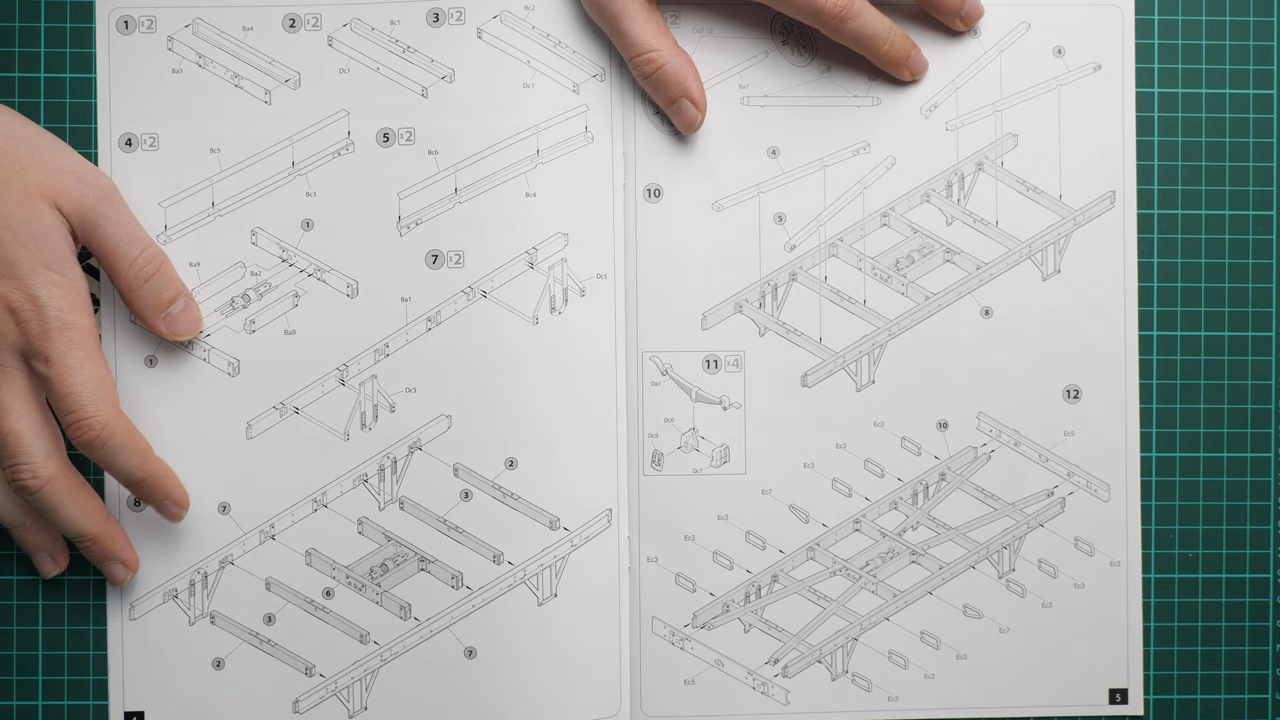 1 x2
Ba4
Ba3
2 x2
Bc1
Dc1
3 x2
Bc2
Dc1
4 x2
Bc5
Bc3
5 x2
Bc6
Bc4
1
Ba9
Ba2
Ba9
1
7 x2
Ba1
Dc5
Dc5
8
7
2
3
6
3
2
7
4
x2
Ba7
5
4
10
4
5
8
11 x4
Da1
Dc6
Dc9
Dc7
12
10
Ec5
Ec3
Ec3
Ec3
Ec7
Ec3
Ec3
Ec3
Ec3
Ec3
Ec3
Ec7
Ec3
Ec3
Ec3
Ec5
5